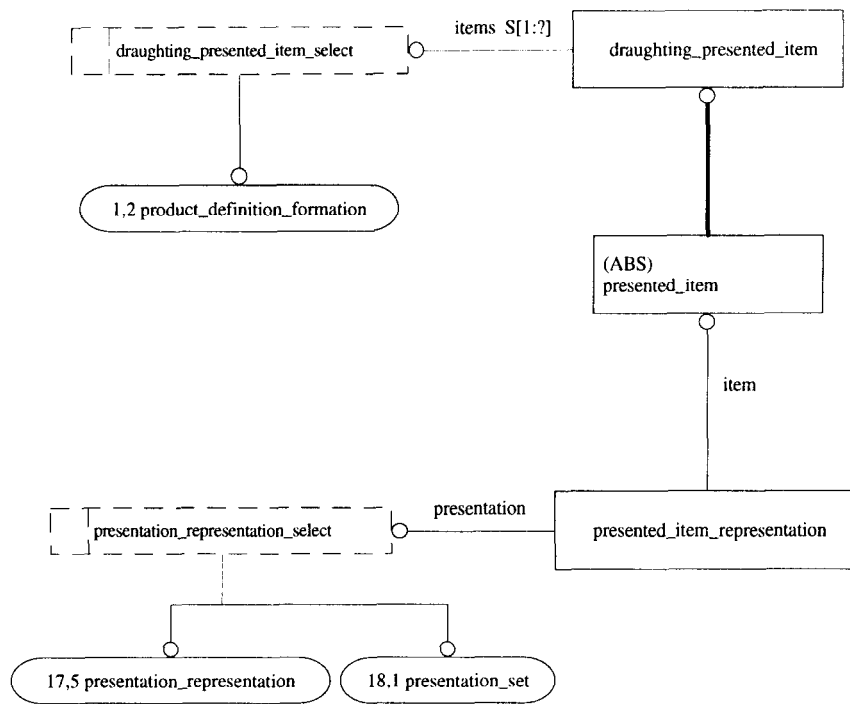 items S[1:?]
draughting_presented_item_select
draughting_presented_item
1,2 product_definition_formation
(ABS)
presented_item
item
presentation
presentation_representation_select
presented_item_representation
17,5 presentation_representation
18,1 presentation_set